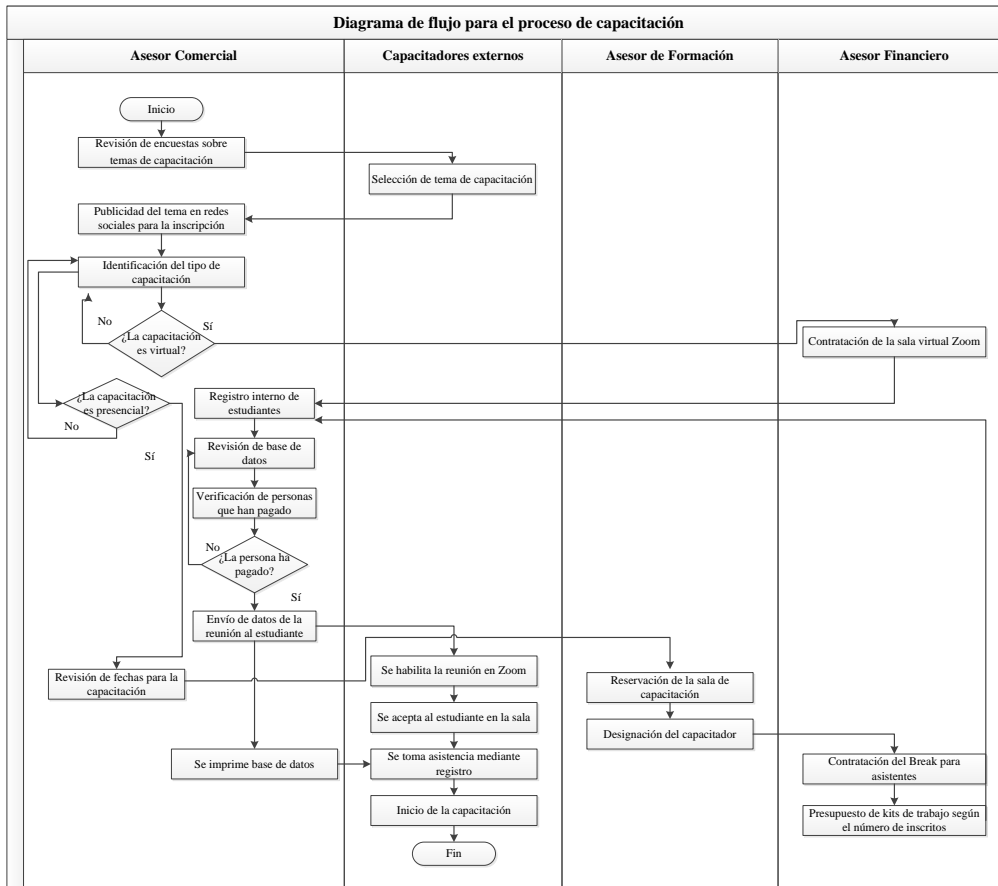 Diagrama de flujo para el proceso de capacitación
Asesor Comercial
Capacitadores externos
Asesor de Formación
Asesor Financiero
Inicio
Revisión de encuestas sobre
temas de capacitación
Selección de tema de capacitación
Publicidad del tema en redes
sociales para la inscripción
Identificación del tipo de
capacitación
No
Sí
¿La capacitación
es virtual?
Contratación de la sala virtual Zoom
¿La capacitación
es presencial?
No
Sí
Registro interno de
estudiantes
Revisión de base de
datos
Verificación de personas
que han pagado
No
¿La persona ha
pagado?
Sí
Envío de datos de la
reunión al estudiante
Revisión de fechas para la
capacitación
Se habilita la reunión en Zoom
Reservación de la sala de
capacitación
Se acepta al estudiante en la sala
Designación del capacitador
Se imprime base de datos
Se toma asistencia mediante
registro
Contratación del Break para
asistentes
Inicio de la capacitación
Presupuesto de kits de trabajo según
el número de inscritos
Fin